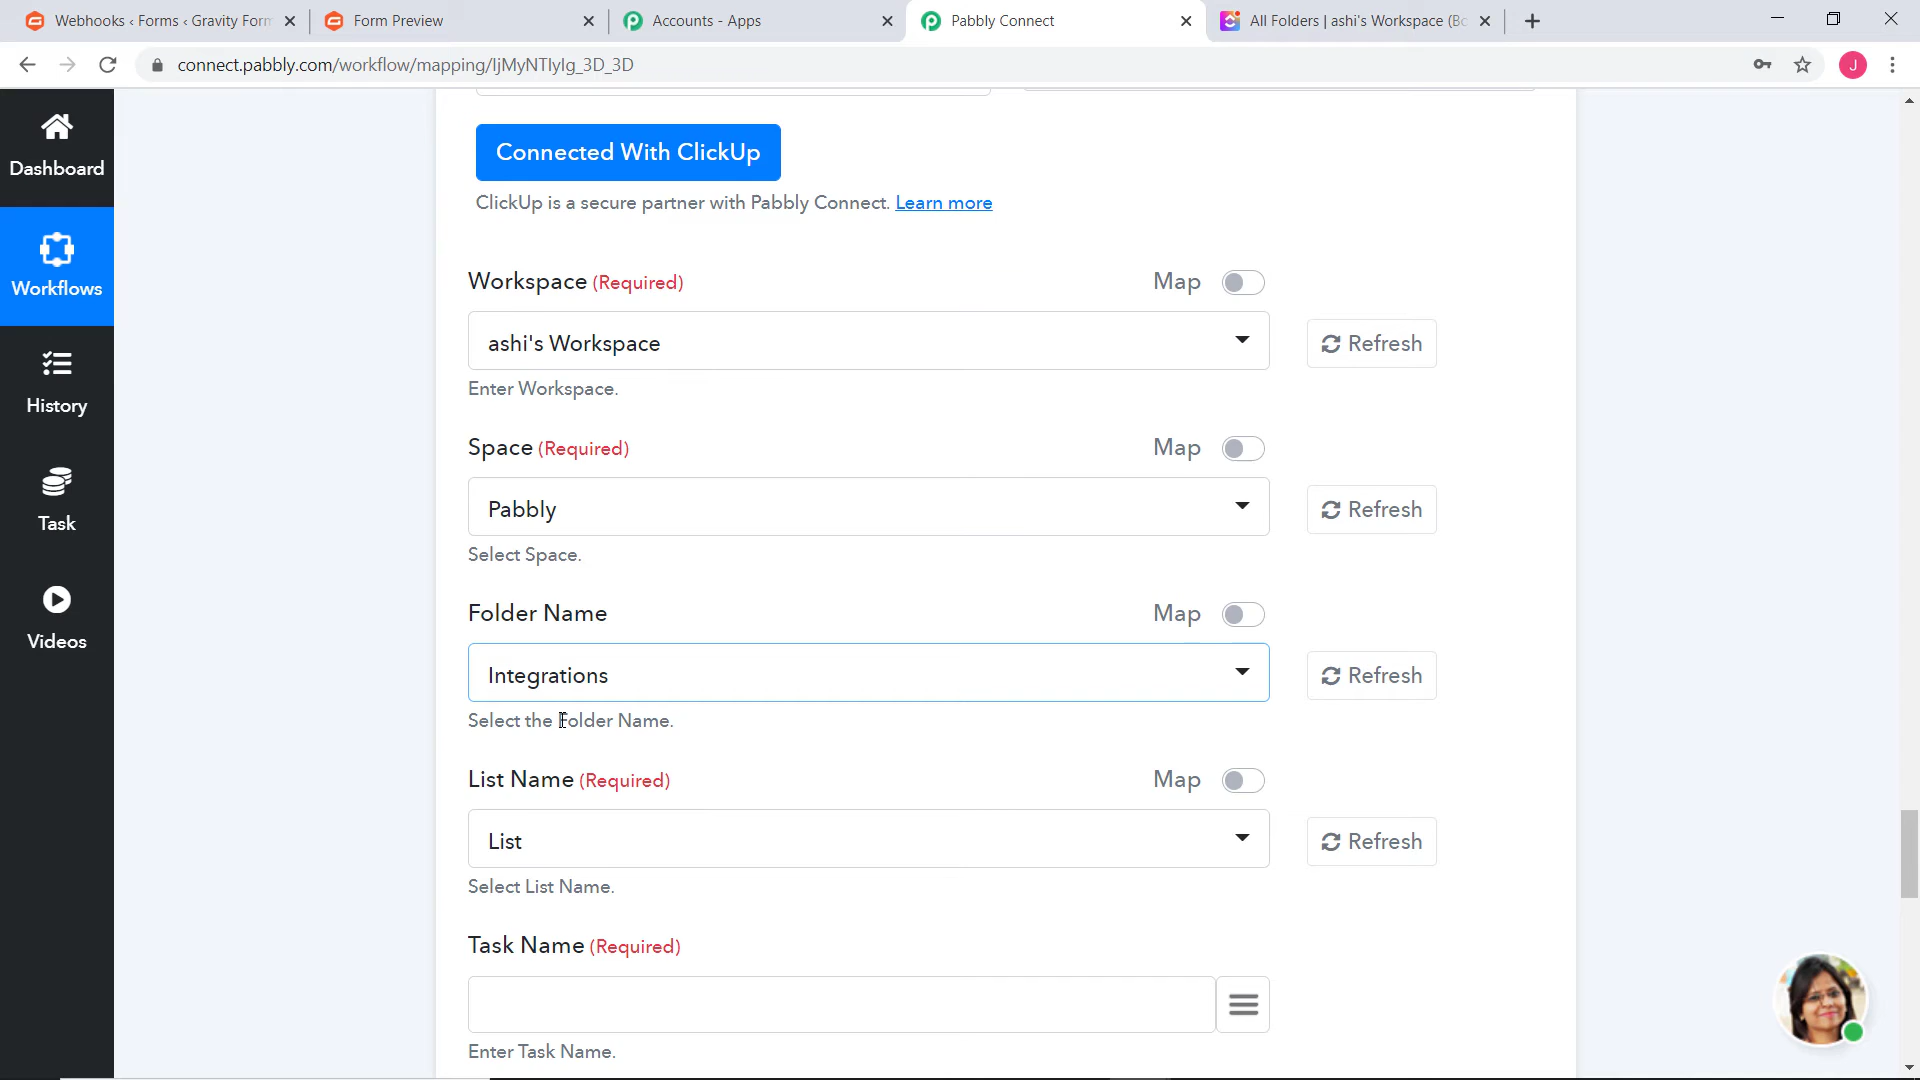 Webhooks ‹ Forms ‹ Gravity Form
Form Preview
Accounts - Apps
Pabbly Connect
All Folders | ashi's Workspace (Bo
connect.pabbly.com/workflow/mapping/IjMyNTIyIg_3D_3D
J
Dashboard
Workflows
History
Task
Videos
Connected With ClickUp
ClickUp is a secure partner with Pabbly Connect. Learn more
Workspace (Required)
Map
ashi's Workspace
Refresh
Enter Workspace.
Space (Required)
Map
Pabbly
Refresh
Select Space.
Folder Name
Map
Integrations
Refresh
Select the Folder Name.
List Name (Required)
Map
List
Refresh
Select List Name.
Task Name (Required)
Enter Task Name.